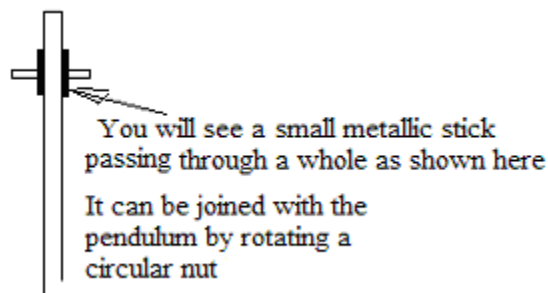 You will see a small metallic stick
passing through a whole as shown here
It can be joined with the
pendulum by rotating a
circular nut